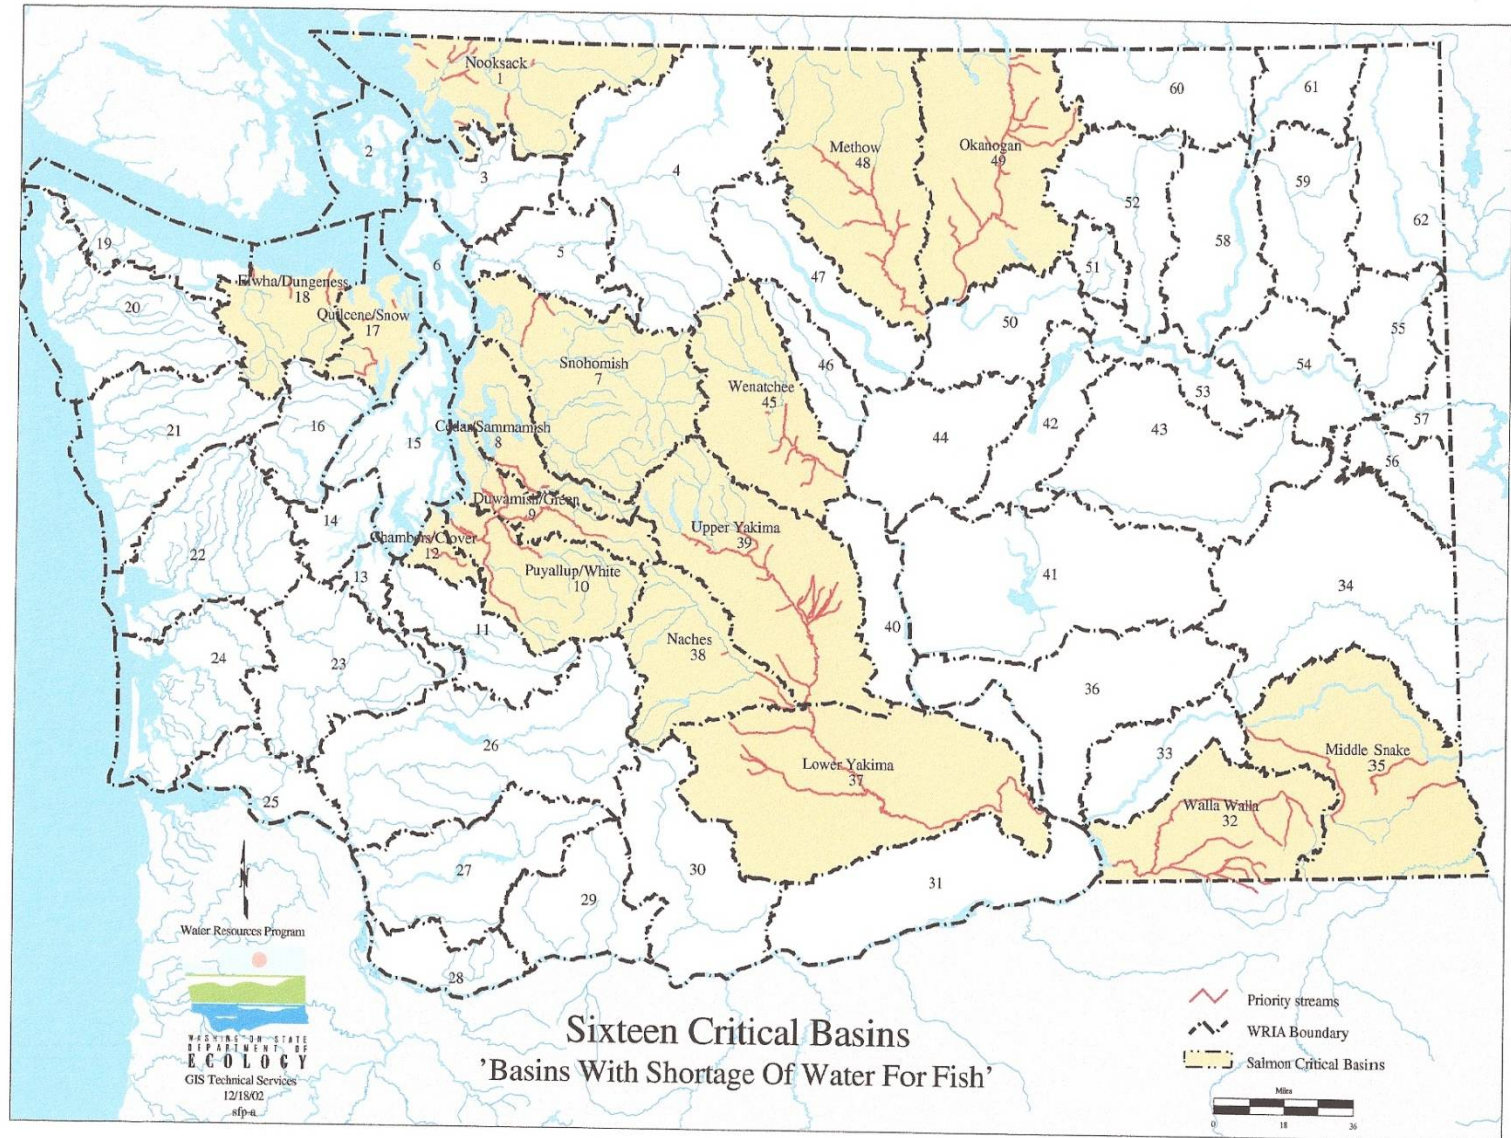 Nooksack
1
2
3
4
5
6
Methow
48
Okanogan
49
60
61
52
59
62
58
51
47
50
55
54
46
53
57
56
19
20
Elwha/Dungeness
18
Quilcene/Snow
17
Snohomish
7
Wenatchee
45
21
16
15
Cedar/Sammamish
8
44
42
43
14
Duwamish/Green
9
Upper Yakima
39
22
Chambers/Clover
12
13
Puyallup/White
10
41
34
11
40
Naches
38
24
23
36
26
33
Middle Snake
35
Lower Yakima
37
Walla Walla
32
25
27
30
31
29
28
N
Water Resources Program
WASHINGTON STATE
DEPARTMENT OF
ECOLOGY
GIS Technical Services
12/18/02
sfp-a
Sixteen Critical Basins
'Basins With Shortage Of Water For Fish'
Priority streams
WRIA Boundary
Salmon Critical Basins
Miles
0 18 36